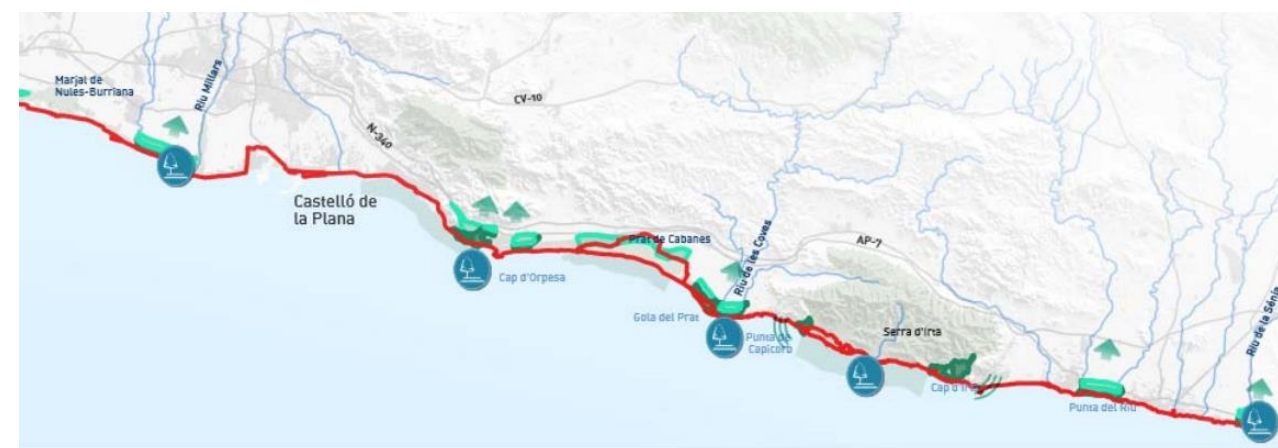 Marjal de
Nules-Burriana
Riu Millars
CV-10
N-340
Castelló de
la Plana
Prat de Cabanes
Cap d'Orpesa
Riu de les Coves
AP-7
Gola del Prat
Punta de
Capicorb
Serra d'Irta
Cap d'Irta
Punta del Riu
Riu de la Sénia